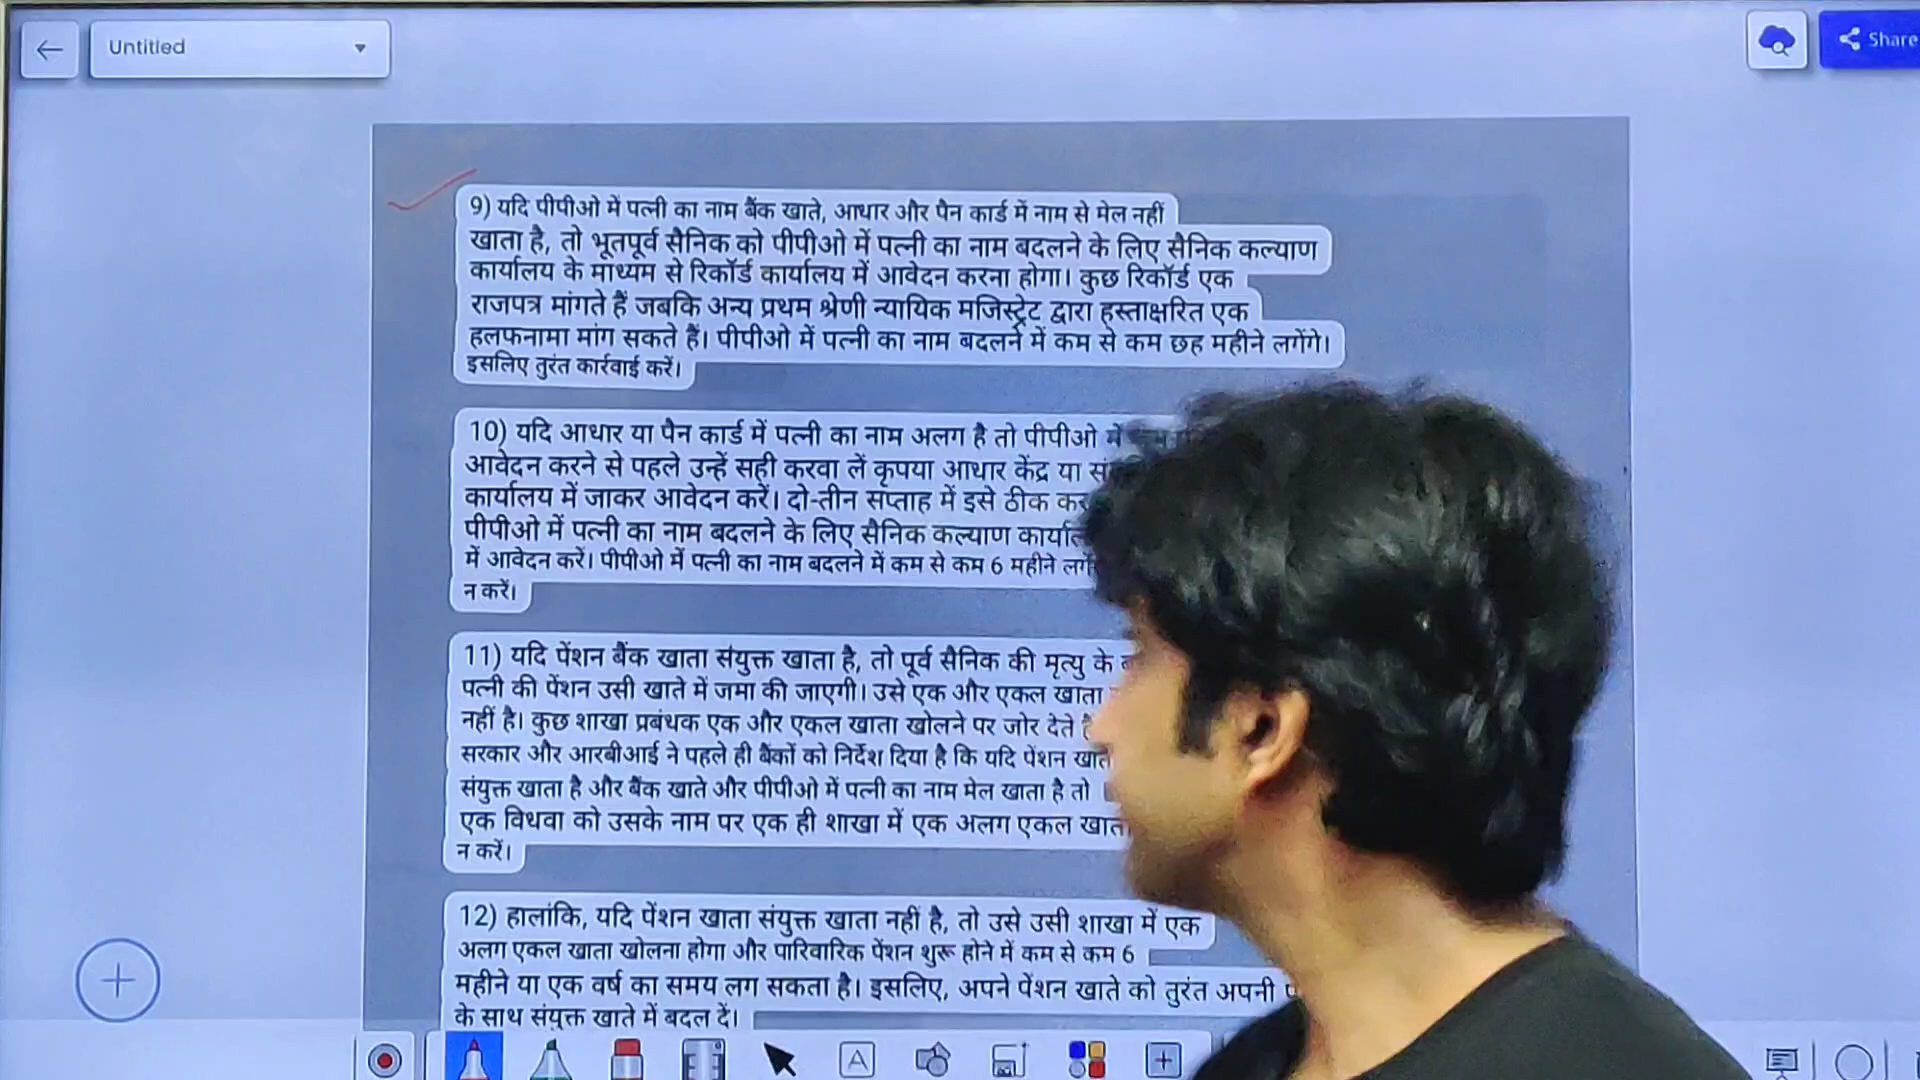 Untitled
Share
9) यदि पीपीओ में पत्नी का नाम बैंक खाते, आधार और पैन कार्ड में नाम से मेल नहीं
खाता है, तो भूतपूर्व सैनिक को पीपीओ में पत्नी का नाम बदलने के लिए सैनिक कल्याण
कार्यालय के माध्यम से रिकॉर्ड कार्यालय में आवेदन करना होगा। कुछ रिकॉर्ड एक
राजपत्र मांगते हैं जबकि अन्य प्रथम श्रेणी न्यायिक मजिस्ट्रेट द्वारा हस्ताक्षरित एक
हलफनामा मांग सकते हैं। पीपीओ में पत्नी का नाम बदलने में कम से कम छह महीने लगेंगे।
इसलिए तुरंत कार्रवाई करें।
10) यदि आधार या पैन कार्ड में पत्नी का नाम अलग है तो पीपीओ में
आवेदन करने से पहले उन्हें सही करवा लें कृपया आधार केंद्र या
कार्यालय में जाकर आवेदन करें। दो-तीन सप्ताह में इसे ठीक
पीपीओ में पत्नी का नाम बदलने के लिए सैनिक कल्याण
में आवेदन करें। पीपीओ में पत्नी का नाम बदलने में कम से कम 6 महीने
न करें।
11) यदि पेंशन बैंक खाता संयुक्त खाता है, तो पूर्व सैनिक की मृत्यु के
पत्नी की पेंशन उसी खाते में जमा की जाएगी। उसे एक और एकल खाता
नहीं है। कुछ शाखा प्रबंधक एक और एकल खाता खोलने पर जोर देते
सरकार और आरबीआई ने पहले ही बैंकों को निर्देश दिया है कि यदि पेंशन
संयुक्त खाता है और बैंक खाते और पीपीओ में पत्नी का नाम मेल खाता है तो
एक विधवा को उसके नाम पर एक ही शाखा में एक अलग एकल
न करें।
12) हालांकि, यदि पेंशन खाता संयुक्त खाता नहीं है, तो उसे उसी शाखा में एक
अलग एकल खाता खोलना होगा और पारिवारिक पेंशन शुरू होने में कम से कम 6
महीने या एक वर्ष का समय लग सकता है। इसलिए, अपने पेंशन खाते को तुरंत अपनी
के साथ संयुक्त खाते में बदल दें।
A